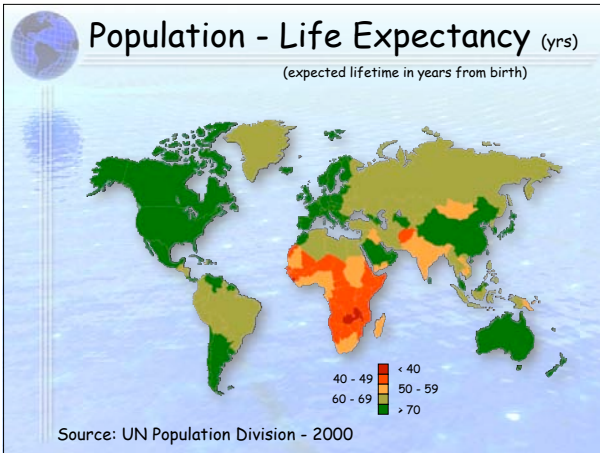 Population - Life Expectancy (yrs)
(expected lifetime in years from birth)
< 40
40 - 49
50 - 59
60 - 69
> 70
Source: UN Population Division - 2000